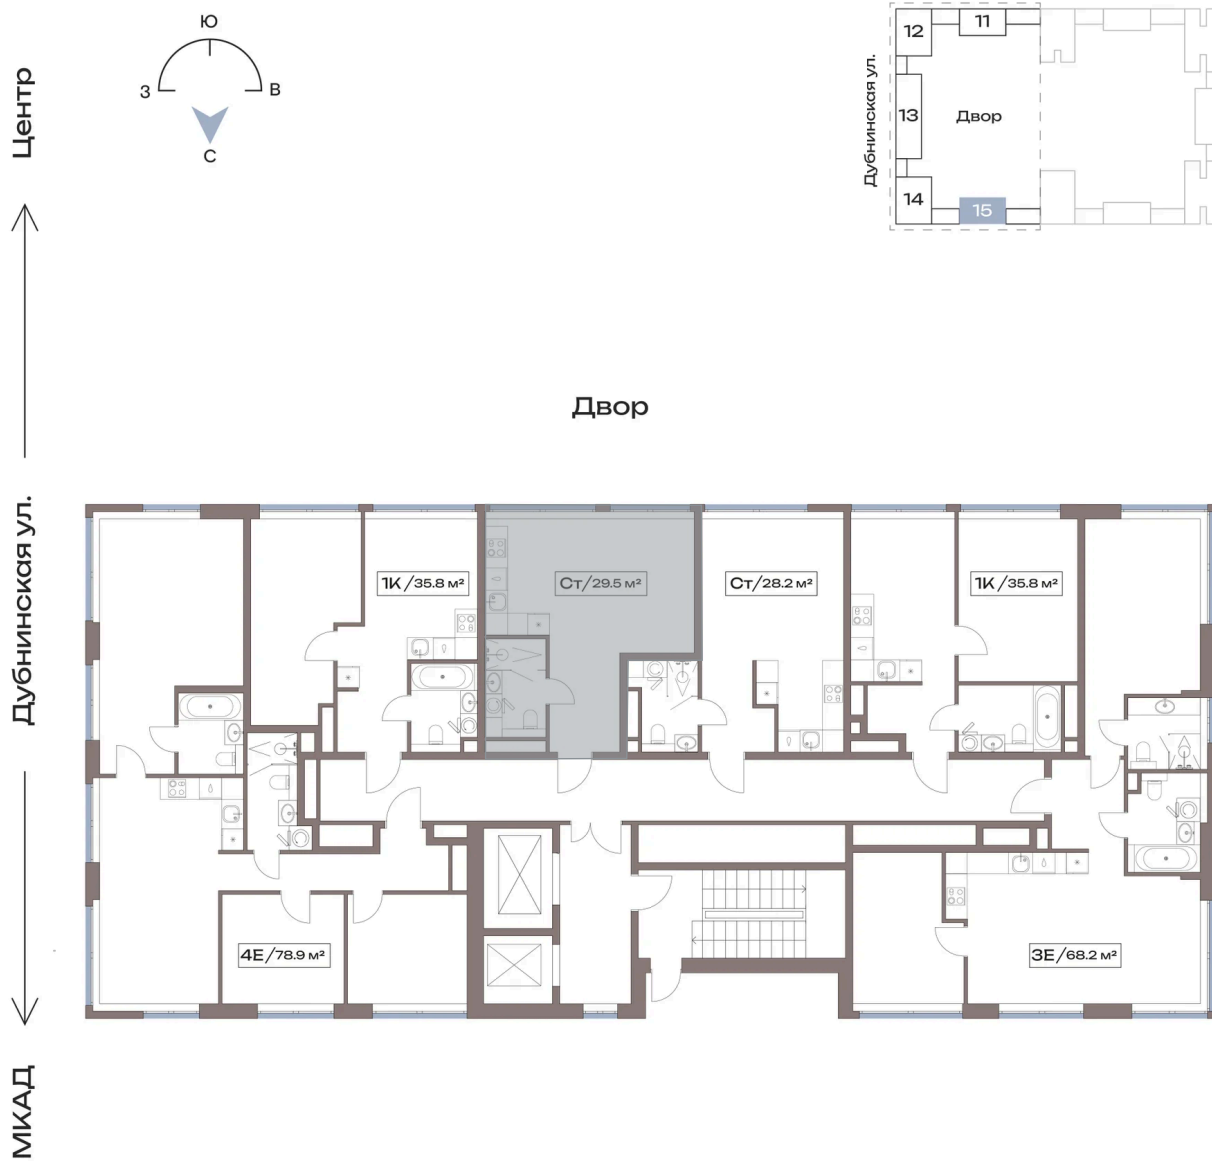 Ю
З
В
С
Центр
Дубнинская ул.
МКАД
12
11
13
14
15
Двор
Дубнинская ул.
Двор
1К / 35.8 м²
Ст / 29.5 м²
Ст / 28.2 м²
1К / 35.8 м²
4Е / 78.9 м²
3Е / 68.2 м²